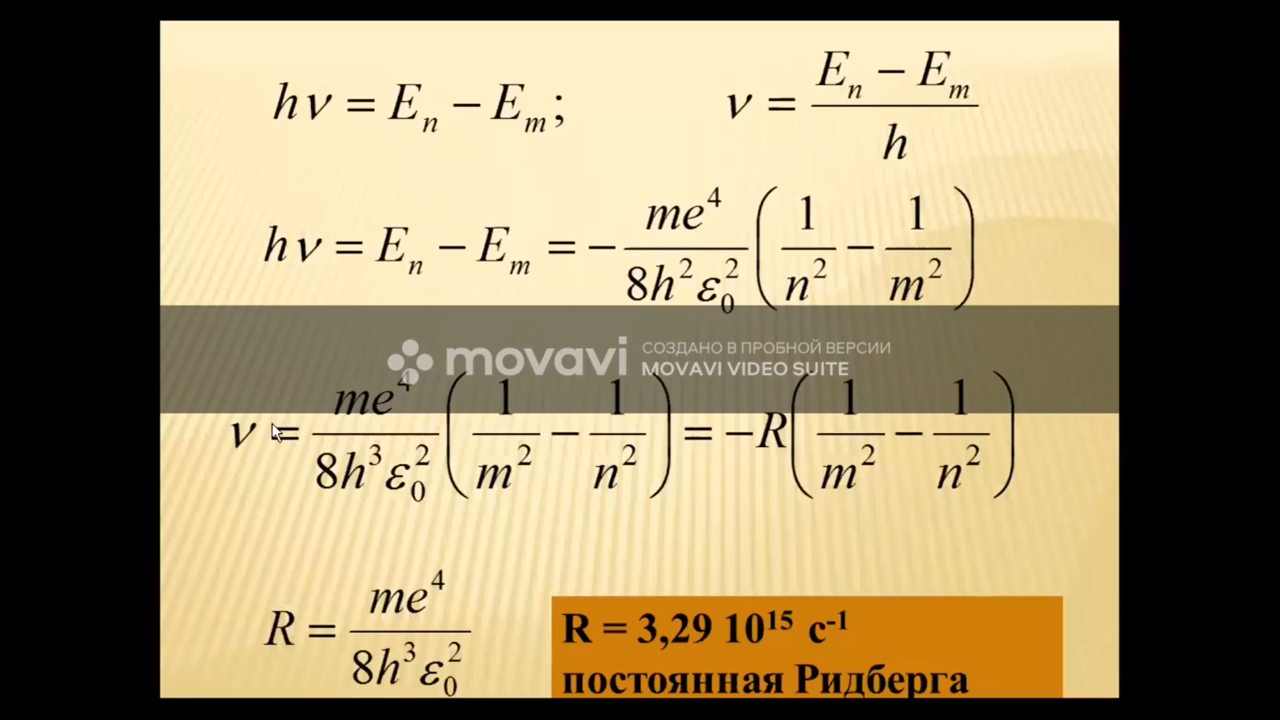 hν = Eₙ − Eₘ; ν = (Eₙ − Eₘ)/h
hν = Eₙ − Eₘ = −(me⁴)/(8h²ε₀²) (1/n² − 1/m²)
movavi СОЗДАНО В ПРОБНОЙ ВЕРСИИ
MOVAVI VIDEO SUITE
ν = (me⁴)/(8h³ε₀²) (1/m² − 1/n²) = −R(1/m² − 1/n²)
R = (me⁴)/(8h³ε₀²)
R = 3,29 10¹⁵ с⁻¹
постоянная Ридберга